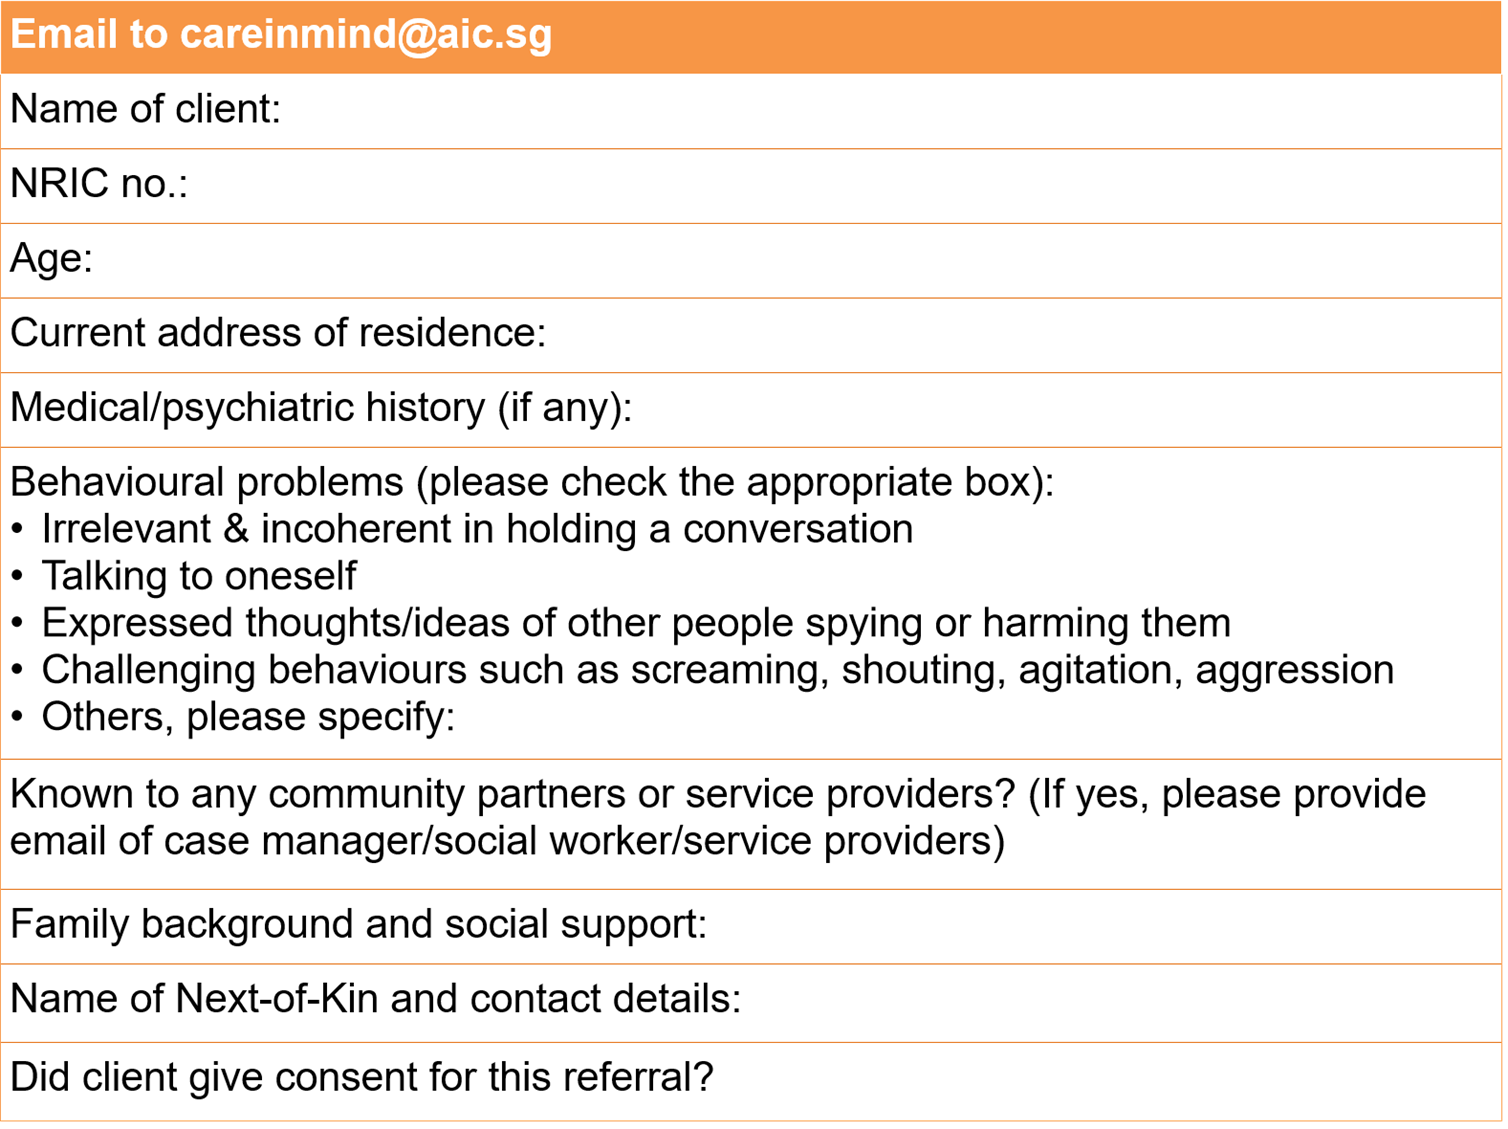 Email to careinmind@aic.sg
Name of client:
NRIC no.:
Age:
Current address of residence:
Medical/psychiatric history (if any):
Behavioural problems (please check the appropriate box):
• Irrelevant & incoherent in holding a conversation
• Talking to oneself
• Expressed thoughts/ideas of other people spying or harming them
• Challenging behaviours such as screaming, shouting, agitation, aggression
• Others, please specify:
Known to any community partners or service providers? (If yes, please provide
email of case manager/social worker/service providers)
Family background and social support:
Name of Next-of-Kin and contact details:
Did client give consent for this referral?